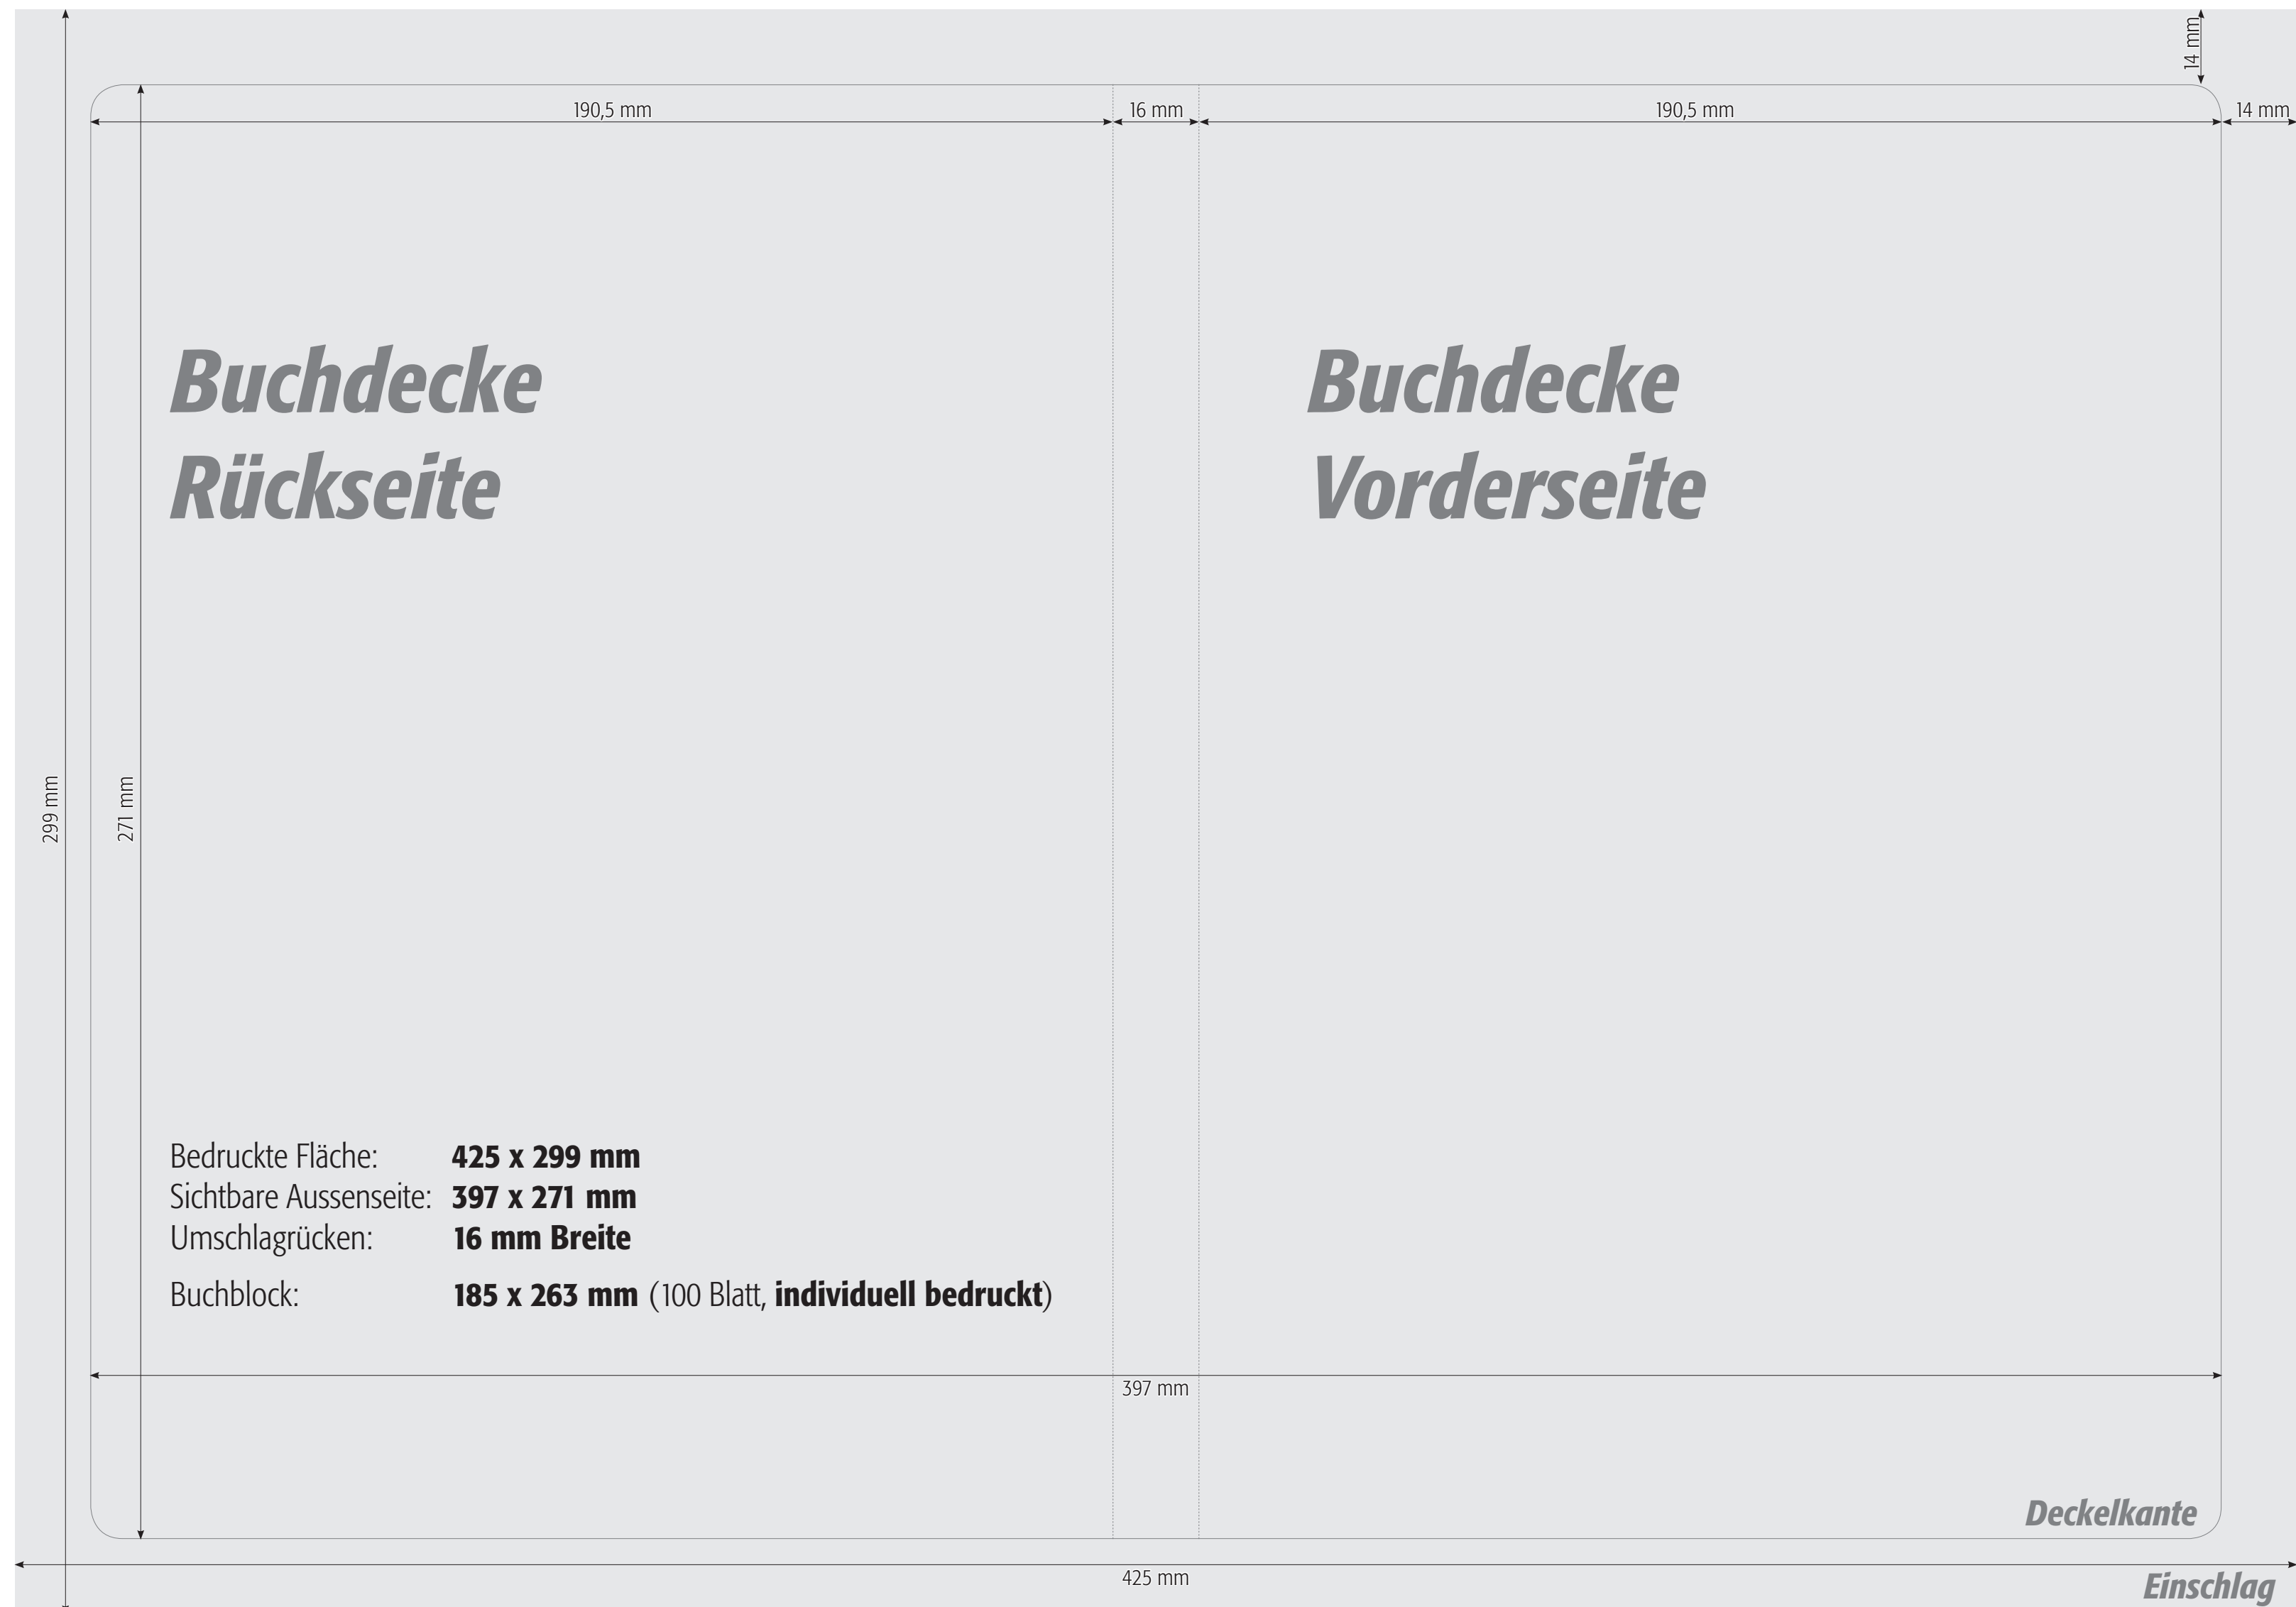 14 mm
190,5 mm 16 mm 190,5 mm 14 mm
Buchdecke
Rückseite
Buchdecke
Vorderseite
299 mm
271 mm
Bedruckte Fläche: 425 x 299 mm
Sichtbare Aussenseite: 397 x 271 mm
Umschlagrücken: 16 mm Breite
Buchblock: 185 x 263 mm (100 Blatt, individuell bedruckt)
397 mm
Deckelkante
425 mm
Einschlag